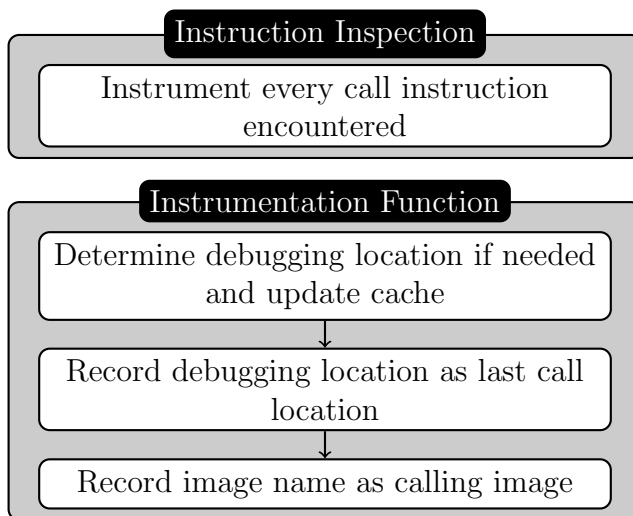 Instruction Inspection
Instrument every call instruction
encountered
Instrumentation Function
Determine debugging location if needed
and update cache
Record debugging location as last call
location
Record image name as calling image